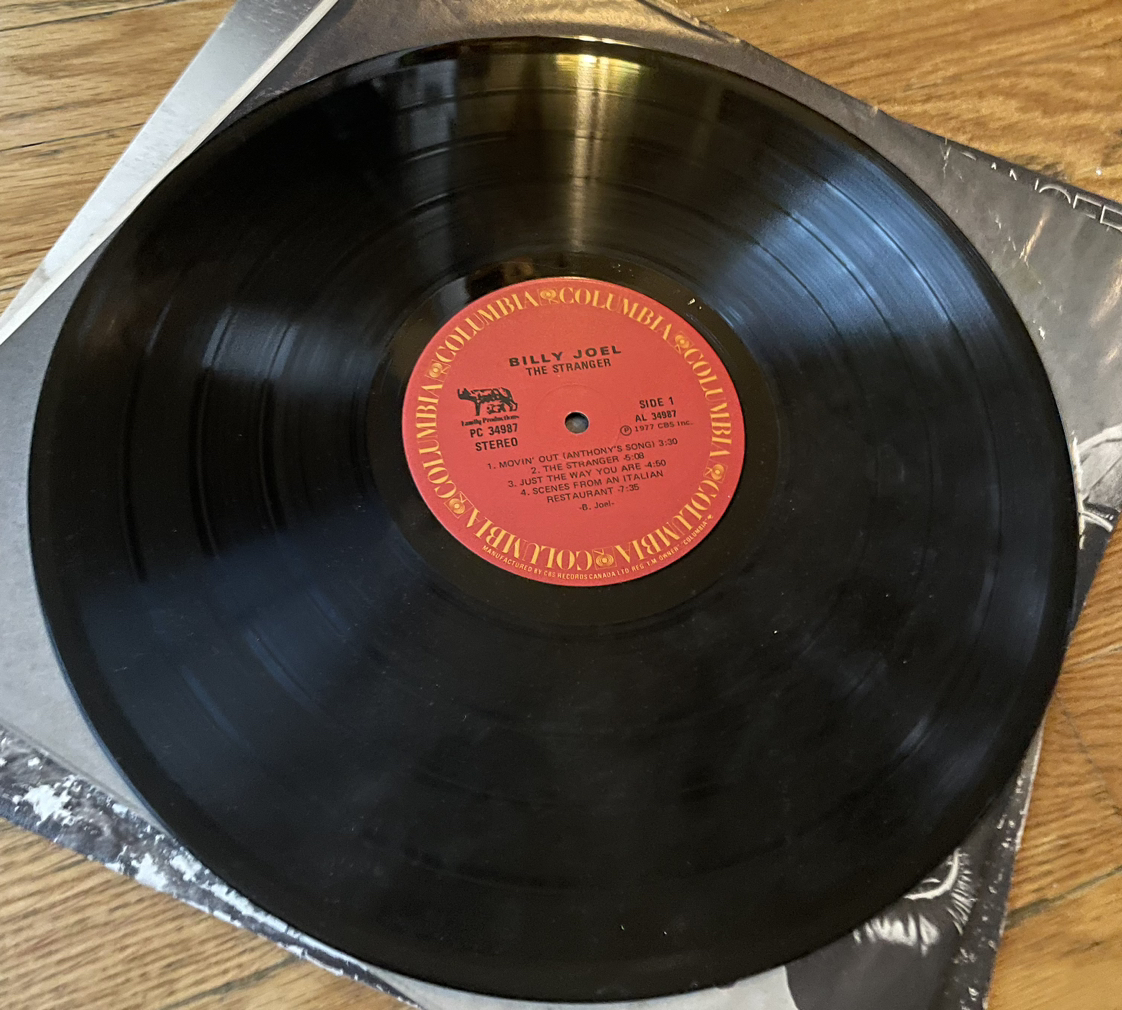 COLUMBIA COLUMBIA COLUMBIA COLUMBIA COLUMBIA COLUMBIA COLUMBIA COLUMBIA
BILLY JOEL
THE STRANGER
Family Productions
PC 34987
STEREO
SIDE 1
AL 34987
℗ 1977 CBS Inc.
1. MOVIN' OUT (ANTHONY'S SONG) 3:30
2. THE STRANGER -5:08
3. JUST THE WAY YOU ARE -4:50
4. SCENES FROM AN ITALIAN
RESTAURANT -7:35
-B. Joel-
MANUFACTURED BY CBS RECORDS CANADA LTD REG. T.M. OWNER "COLUMBIA"